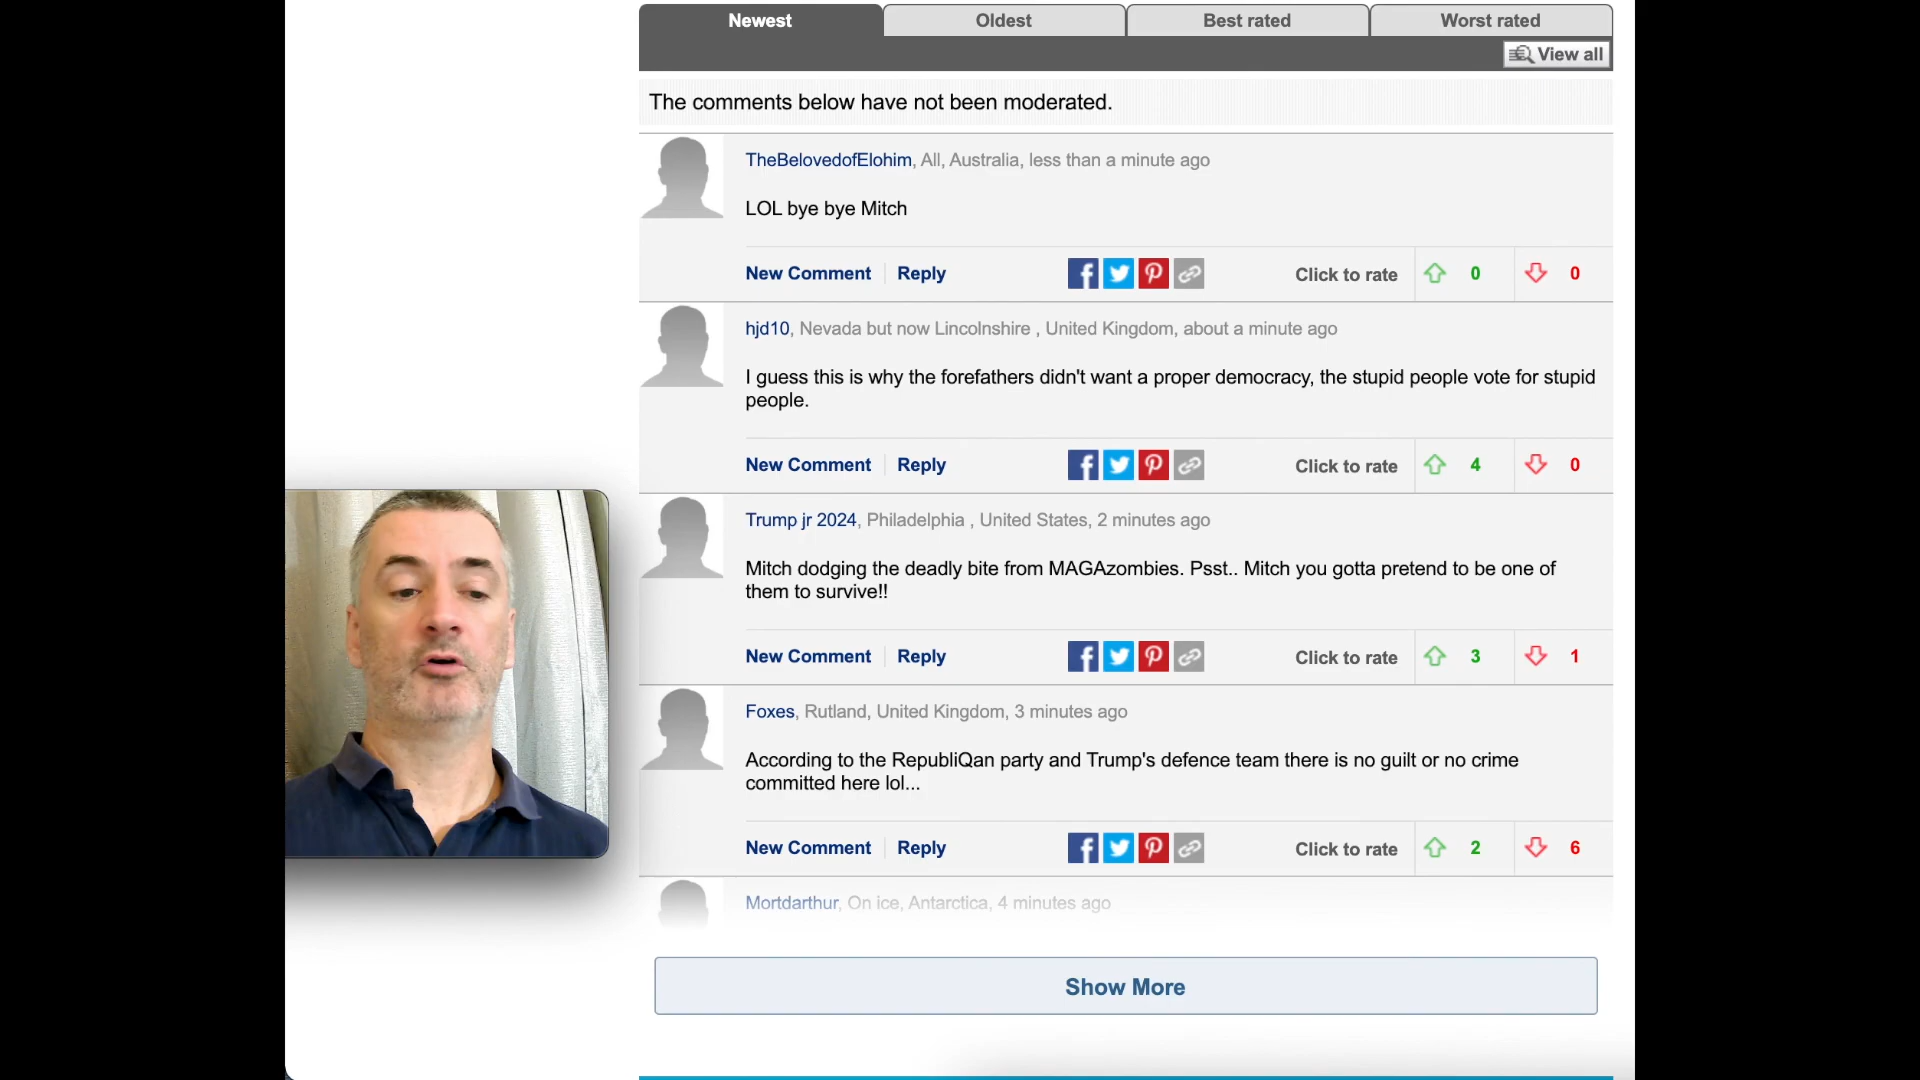 Newest Oldest Best rated Worst rated
View all
The comments below have not been moderated.
TheBelovedofElohim, All, Australia, less than a minute ago
LOL bye bye Mitch
New Comment Reply Click to rate 0 0
hjd10, Nevada but now Lincolnshire , United Kingdom, about a minute ago
I guess this is why the forefathers didn't want a proper democracy, the stupid people vote for stupid
people.
New Comment Reply Click to rate 4 0
Trump jr 2024, Philadelphia , United States, 2 minutes ago
Mitch dodging the deadly bite from MAGAzombies. Psst.. Mitch you gotta pretend to be one of
them to survive!!
New Comment Reply Click to rate 3 1
Foxes, Rutland, United Kingdom, 3 minutes ago
According to the RepubliQan party and Trump's defence team there is no guilt or no crime
committed here lol...
New Comment Reply Click to rate 2 6
Mortdarthur, On ice, Antarctica, 4 minutes ago
Show More